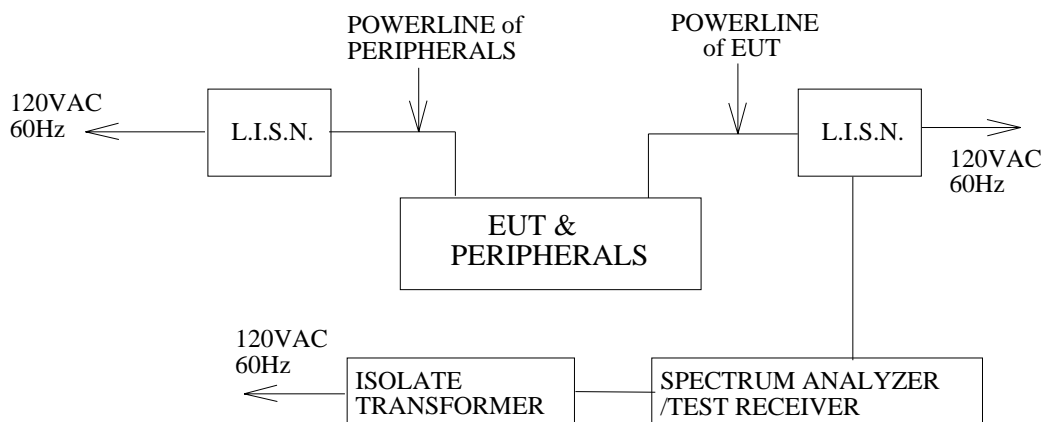 POWERLINE of
PERIPHERALS
POWERLINE
of EUT
120VAC
60Hz
L.I.S.N.
L.I.S.N.
120VAC
60Hz
EUT &
PERIPHERALS
120VAC
60Hz
ISOLATE
TRANSFORMER
SPECTRUM ANALYZER
/TEST RECEIVER